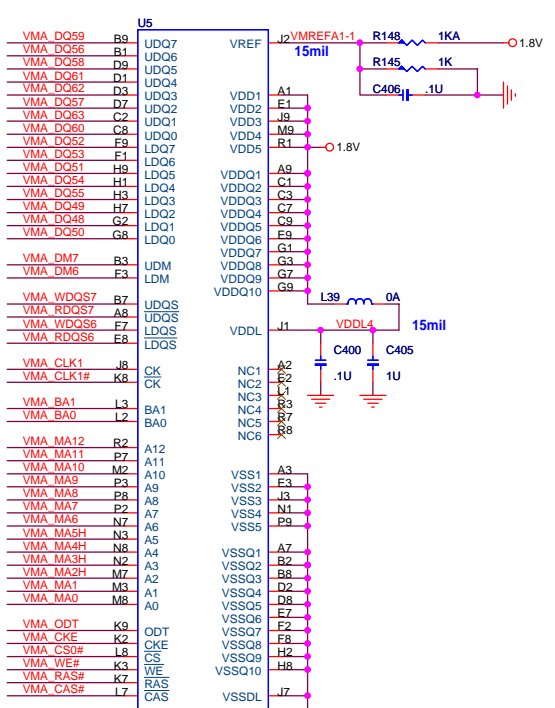 U5
VMA_DQ59 B9 UDQ7 VREF J2 VMREFA1-1 R148 1KA 1.8V
15mil
VMA_DQ56 B1 UDQ6
VMA_DQ58 D9 UDQ5 R145 1K
VMA_DQ61 D1 UDQ4
VMA_DQ62 D3 UDQ3 VDD1 A1 C406 .1U
VMA_DQ57 D7 UDQ2 VDD2 E1
VMA_DQ63 C2 UDQ1 VDD3 J9
VMA_DQ60 C8 UDQ0 VDD4 M9
VMA_DQ52 F9 LDQ7 VDD5 R1 1.8V
VMA_DQ53 F1 LDQ6
VMA_DQ51 H9 LDQ5 VDDQ1 A9
VMA_DQ54 H1 LDQ4 VDDQ2 C1
VMA_DQ55 H3 LDQ3 VDDQ3 C3
VMA_DQ49 H7 LDQ2 VDDQ4 C7
VMA_DQ48 G2 LDQ1 VDDQ5 C9
VMA_DQ50 G8 LDQ0 VDDQ6 E9
VDDQ7 G1
VMA_DM7 B3 UDM VDDQ8 G3
VMA_DM6 F3 LDM VDDQ9 G7
VDDQ10 G9
L39 0A
VMA_WDQS7 B7 UDQS
VMA_RDQS7 A8 UDQS
VMA_WDQS6 F7 LDQS VDDL J1 VDDL4 15mil
VMA_RDQS6 E8 LDQS
C400 C405
VMA_CLK1 J8 CK NC1 A2 .1U 1U
VMA_CLK1# K8 CK NC2 E2
NC3 L1
VMA_BA1 L3 BA1 NC4 R3
VMA_BA0 L2 BA0 NC5 R7
NC6 R8
VMA_MA12 R2 A12
VMA_MA11 P7 A11
VMA_MA10 M2 A10 VSS1 A3
VMA_MA9 P3 A9 VSS2 E3
VMA_MA8 P8 A8 VSS3 J3
VMA_MA7 P2 A7 VSS4 N1
VMA_MA6 N7 A6 VSS5 P9
VMA_MA5H N3 A5
VMA_MA4H N8 A4 VSSQ1 A7
VMA_MA3H N2 A3 VSSQ2 B2
VMA_MA2H M7 A2 VSSQ3 B8
VMA_MA1 M3 A1 VSSQ4 D2
VMA_MA0 M8 A0 VSSQ5 D8
VSSQ6 E7
VMA_ODT K9 ODT VSSQ7 F2
VMA_CKE K2 CKE VSSQ8 F8
VMA_CS0# L8 CS VSSQ9 H2
VMA_WE# K3 WE VSSQ10 H8
VMA_RAS# K7 RAS
VMA_CAS# L7 CAS VSSDL J7